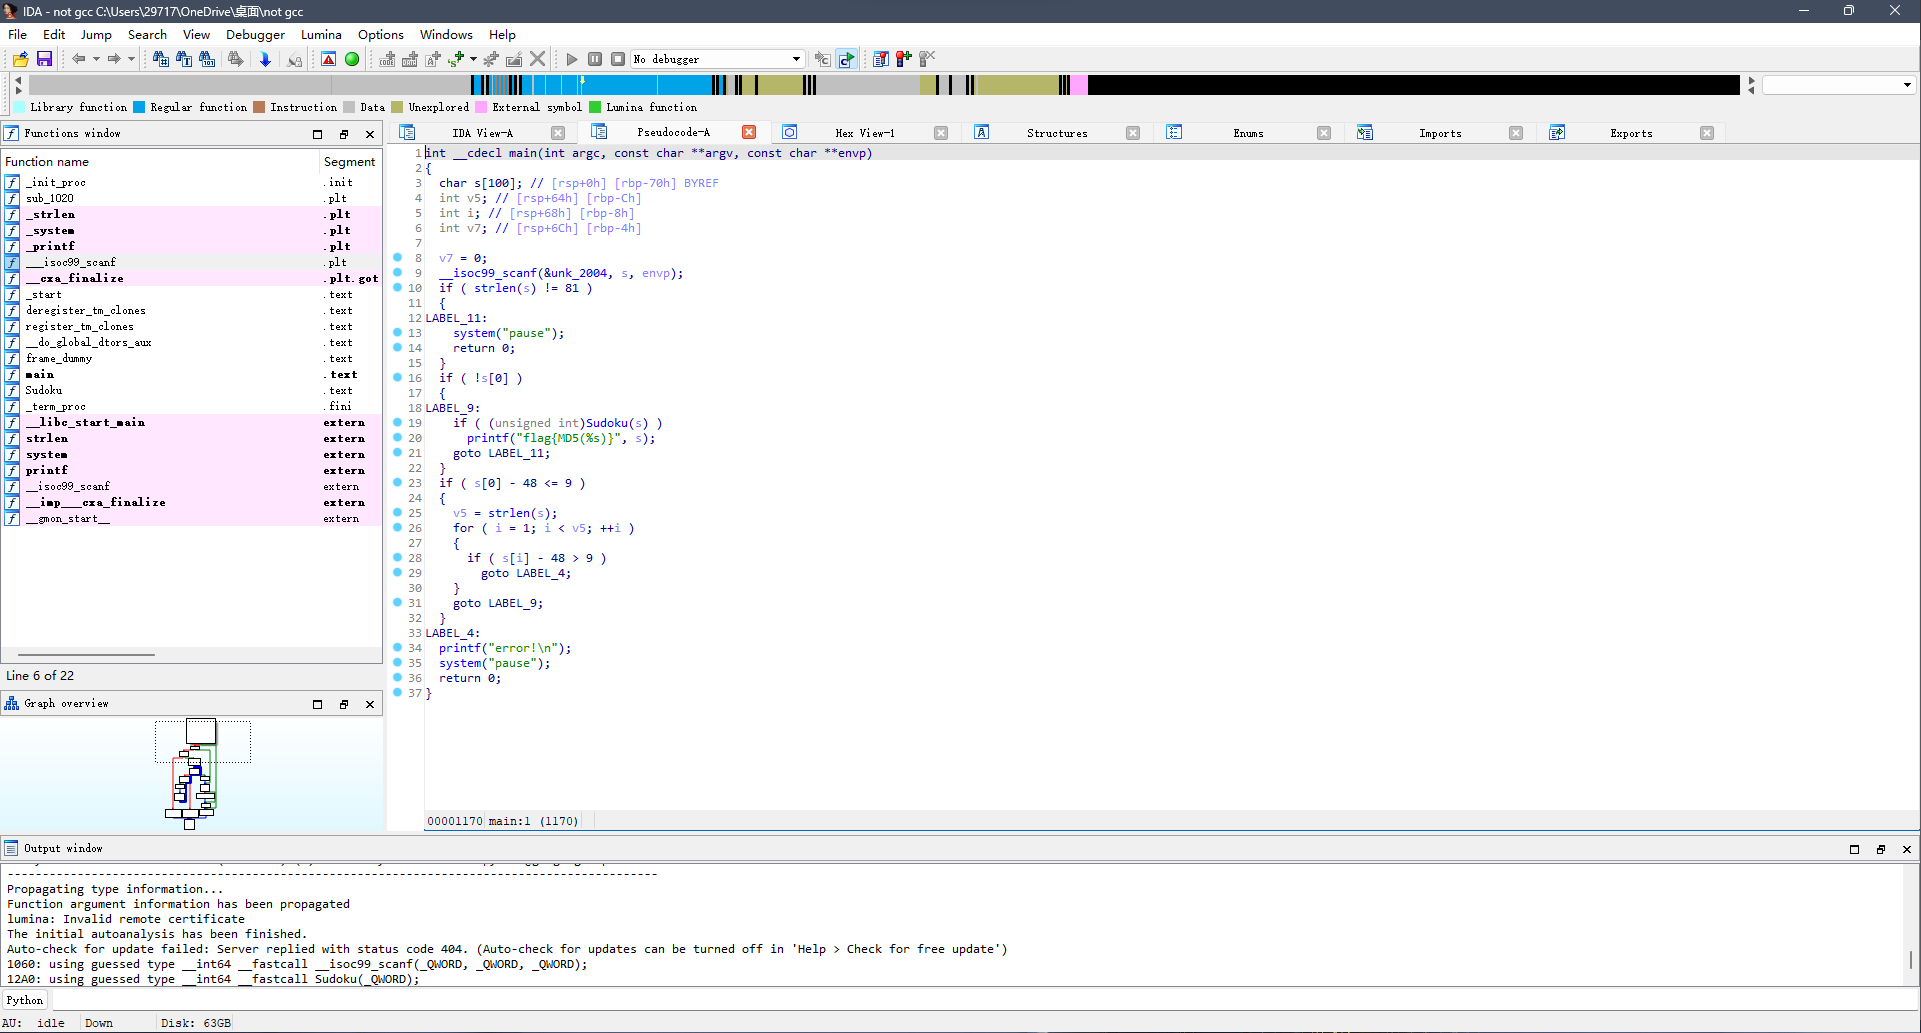 IDA - not gcc C:\Users\29717\OneDrive\桌面\not gcc
File Edit Jump Search View Debugger Lumina Options Windows Help
No debugger
Library function Regular function Instruction Data Unexplored External symbol Lumina function
Functions window
Function name Segment
_init_proc .init
sub_1020 .plt
_strlen .plt
_system .plt
_printf .plt
___isoc99_scanf .plt
__cxa_finalize .plt.got
_start .text
deregister_tm_clones .text
register_tm_clones .text
__do_global_dtors_aux .text
frame_dummy .text
main .text
Sudoku .text
_term_proc .fini
__libc_start_main extern
strlen extern
system extern
printf extern
__isoc99_scanf extern
__imp___cxa_finalize extern
__gmon_start__ extern
Line 6 of 22
Graph overview
IDA View-A Pseudocode-A Hex View-1 Structures Enums Imports Exports
1 int __cdecl main(int argc, const char **argv, const char **envp)
2 {
3 char s[100]; // [rsp+0h] [rbp-70h] BYREF
4 int v5; // [rsp+64h] [rbp-Ch]
5 int i; // [rsp+68h] [rbp-8h]
6 int v7; // [rsp+6Ch] [rbp-4h]
7
8 v7 = 0;
9 __isoc99_scanf(&unk_2004, s, envp);
10 if ( strlen(s) != 81 )
11 {
12 LABEL_11:
13 system("pause");
14 return 0;
15 }
16 if ( !s[0] )
17 {
18 LABEL_9:
19 if ( (unsigned int)Sudoku(s) )
20 printf("flag{MD5(%s)}", s);
21 goto LABEL_11;
22 }
23 if ( s[0] - 48 <= 9 )
24 {
25 v5 = strlen(s);
26 for ( i = 1; i < v5; ++i )
27 {
28 if ( s[i] - 48 > 9 )
29 goto LABEL_4;
30 }
31 goto LABEL_9;
32 }
33 LABEL_4:
34 printf("error!\n");
35 system("pause");
36 return 0;
37 }
00001170 main:1 (1170)
Output window
Propagating type information...
Function argument information has been propagated
lumina: Invalid remote certificate
The initial autoanalysis has been finished.
Auto-check for update failed: Server replied with status code 404. (Auto-check for updates can be turned off in 'Help > Check for free update')
1060: using guessed type __int64 __fastcall __isoc99_scanf(_QWORD, _QWORD, _QWORD);
12A0: using guessed type __int64 __fastcall Sudoku(_QWORD);
Python
AU: idle Down Disk: 63GB